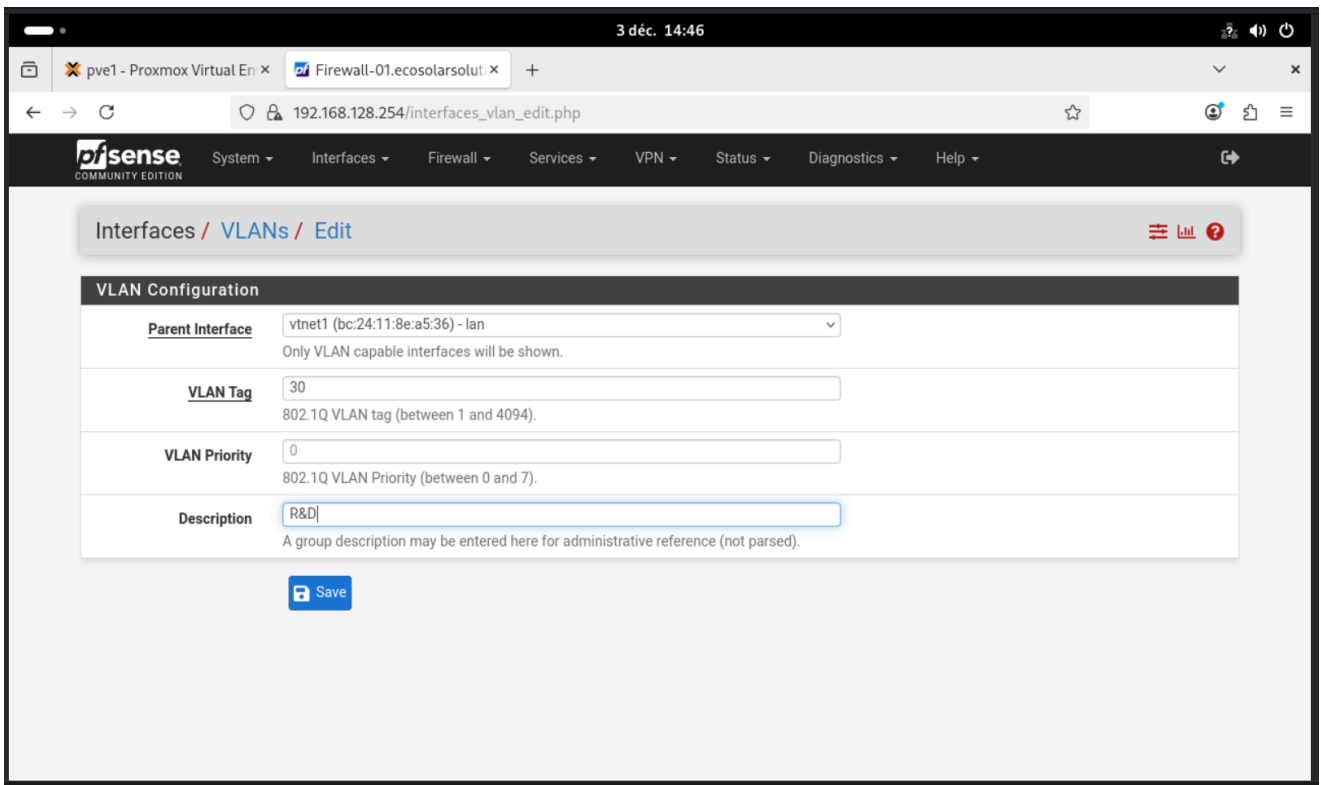 3 déc. 14:46
pve1 - Proxmox Virtual En
Firewall-01.ecosolarsoluti
192.168.128.254/interfaces_vlan_edit.php
pfsense
COMMUNITY EDITION
System Interfaces Firewall Services VPN Status Diagnostics Help
Interfaces / VLANs / Edit
VLAN Configuration
Parent Interface vtnet1 (bc:24:11:8e:a5:36) - lan
Only VLAN capable interfaces will be shown.
VLAN Tag 30
802.1Q VLAN tag (between 1 and 4094).
VLAN Priority 0
802.1Q VLAN Priority (between 0 and 7).
Description R&D
A group description may be entered here for administrative reference (not parsed).
Save